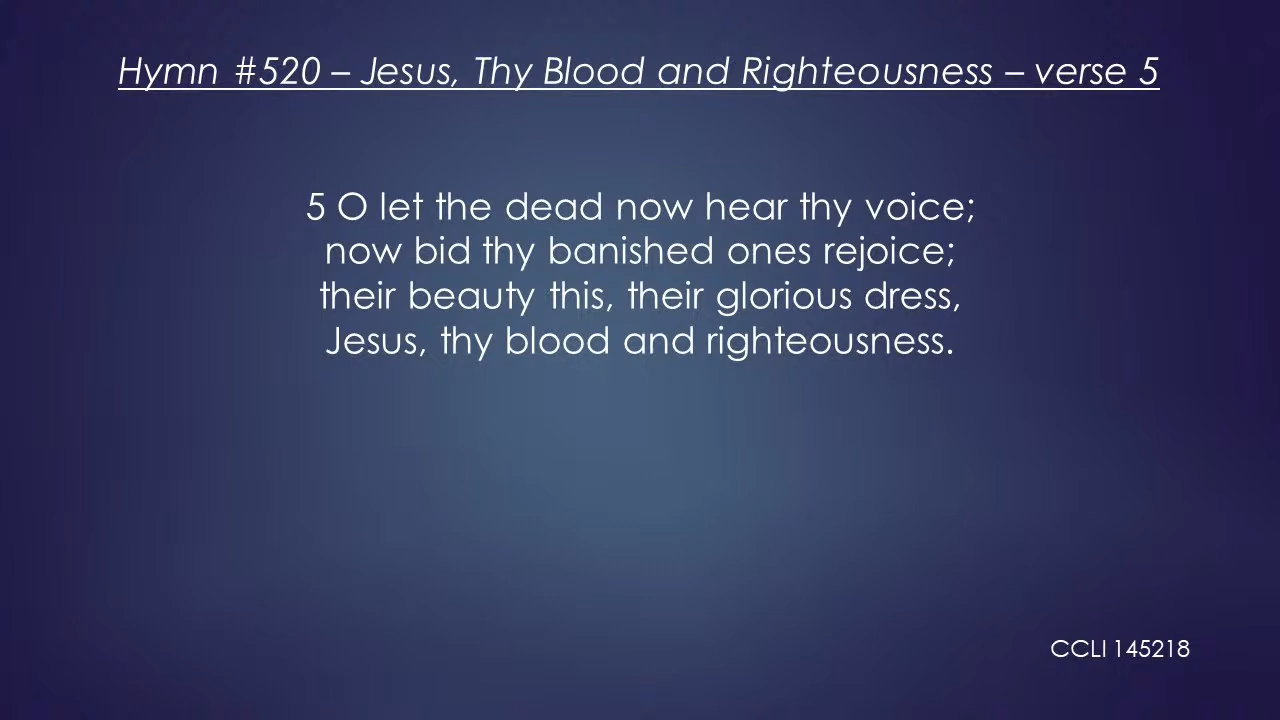 Hymn #520 – Jesus, Thy Blood and Righteousness – verse 5
5 O let the dead now hear thy voice;
now bid thy banished ones rejoice;
their beauty this, their glorious dress,
Jesus, thy blood and righteousness.
CCLI 145218